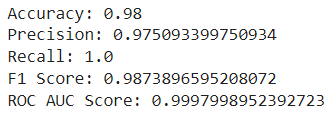 Accuracy: 0.98
Precision: 0.975093399750934
Recall: 1.0
F1 Score: 0.9873896595208072
ROC AUC Score: 0.9997998952392723